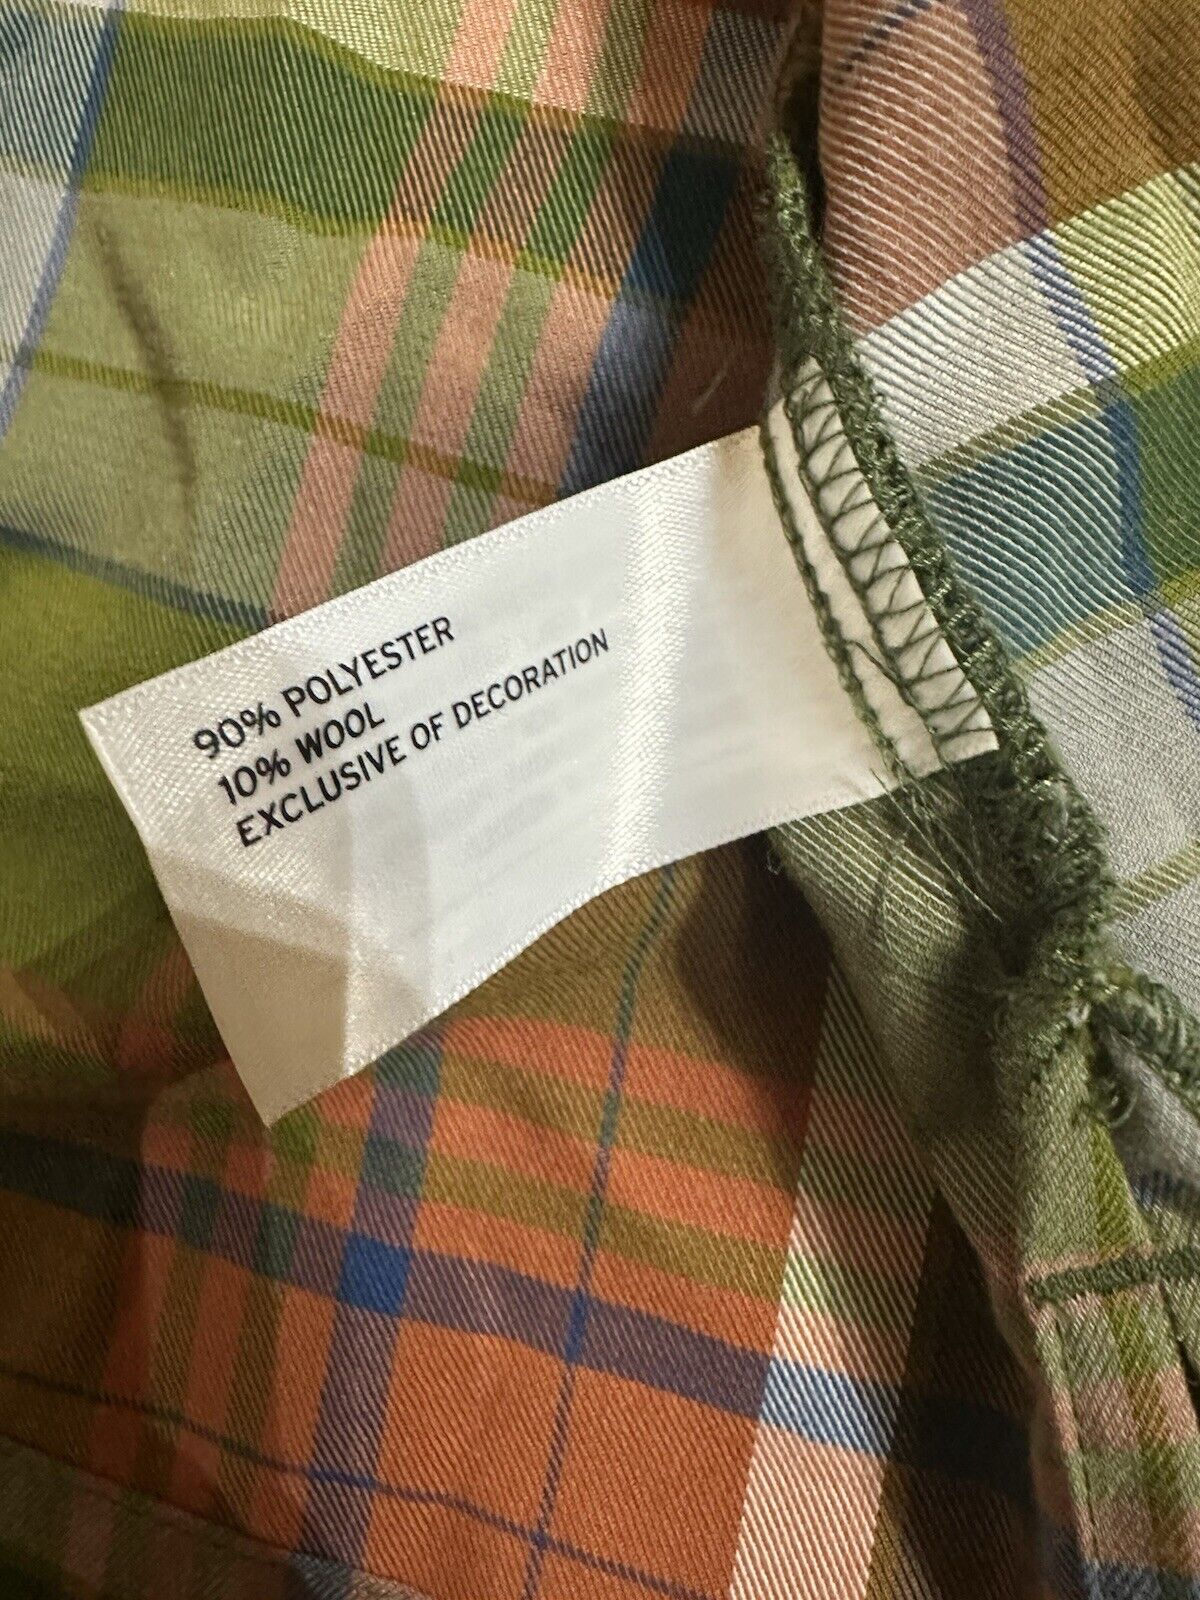 90% POLYESTER
10% WOOL
EXCLUSIVE OF DECORATION